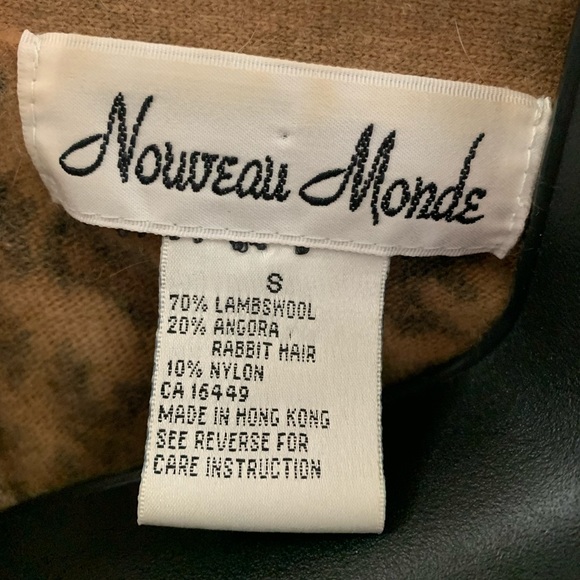 Nouveau Monde
S
70% LAMBSWOOL
20% ANGORA
RABBIT HAIR
10% NYLON
CA 16449
MADE IN HONG KONG
SEE REVERSE FOR
CARE INSTRUCTION